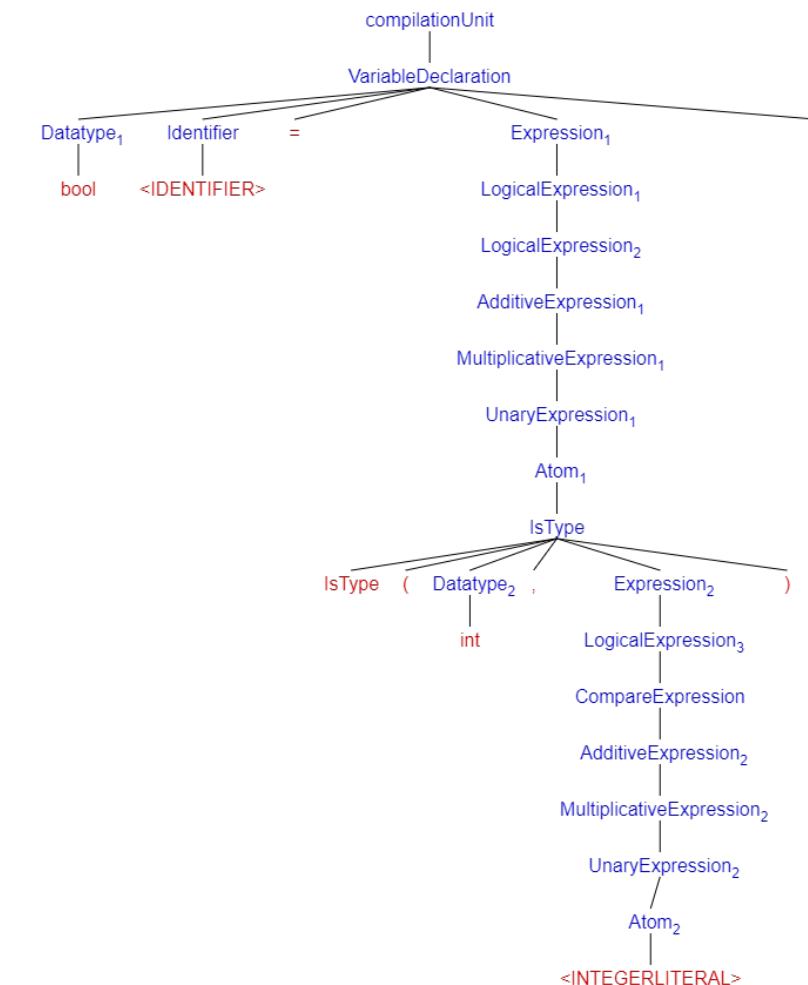 compilationUnit
VariableDeclaration
Datatype₁ Identifier = Expression₁
bool <IDENTIFIER> LogicalExpression₁
LogicalExpression₂
AdditiveExpression₁
MultiplicativeExpression₁
UnaryExpression₁
Atom₁
IsType
IsType ( Datatype₂ , Expression₂ )
int LogicalExpression₃
CompareExpression
AdditiveExpression₂
MultiplicativeExpression₂
UnaryExpression₂
Atom₂
<INTEGERLITERAL>